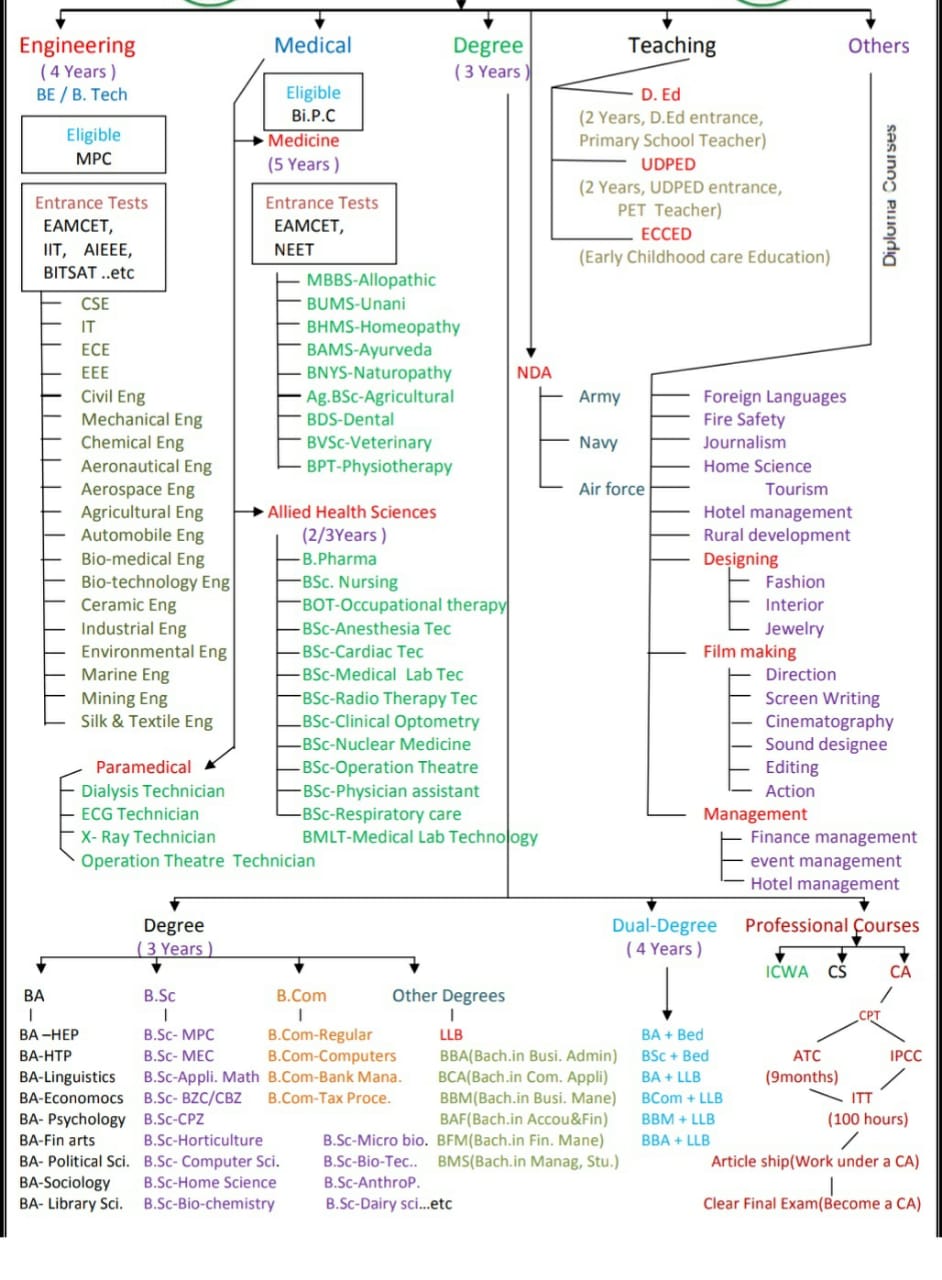 Engineering
( 4 Years )
BE / B. Tech
Eligible
MPC
Entrance Tests
EAMCET,
IIT, AIEEE,
BITSAT ..etc
CSE
IT
ECE
EEE
Civil Eng
Mechanical Eng
Chemical Eng
Aeronautical Eng
Aerospace Eng
Agricultural Eng
Automobile Eng
Bio-medical Eng
Bio-technology Eng
Ceramic Eng
Industrial Eng
Environmental Eng
Marine Eng
Mining Eng
Silk & Textile Eng
Medical
Eligible
Bi.P.C
Medicine
(5 Years )
Entrance Tests
EAMCET,
NEET
MBBS-Allopathic
BUMS-Unani
BHMS-Homeopathy
BAMS-Ayurveda
BNYS-Naturopathy
Ag.BSc-Agricultural
BDS-Dental
BVSc-Veterinary
BPT-Physiotherapy
Allied Health Sciences
(2/3Years )
B.Pharma
BSc. Nursing
BOT-Occupational therapy
BSc-Anesthesia Tec
BSc-Cardiac Tec
BSc-Medical Lab Tec
BSc-Radio Therapy Tec
BSc-Clinical Optometry
BSc-Nuclear Medicine
BSc-Operation Theatre
BSc-Physician assistant
BSc-Respiratory care
BMLT-Medical Lab Technology
Paramedical
Dialysis Technician
ECG Technician
X- Ray Technician
Operation Theatre Technician
Degree
( 3 Years )
Teaching
D. Ed
(2 Years, D.Ed entrance,
Primary School Teacher)
UDPED
(2 Years, UDPED entrance,
PET Teacher)
ECCED
(Early Childhood care Education)
NDA
Army
Navy
Air force
Others
Diploma Courses
Foreign Languages
Fire Safety
Journalism
Home Science
Tourism
Hotel management
Rural development
Designing
Fashion
Interior
Jewelry
Film making
Direction
Screen Writing
Cinematography
Sound designee
Editing
Action
Management
Finance management
event management
Hotel management
Degree
( 3 Years )
BA
BA –HEP
BA-HTP
BA-Linguistics
BA-Economocs
BA- Psychology
BA-Fin arts
BA- Political Sci.
BA-Sociology
BA- Library Sci.
B.Sc
B.Sc- MPC
B.Sc- MEC
B.Sc-Appli. Math
B.Sc- BZC/CBZ
B.Sc-CPZ
B.Sc-Horticulture
B.Sc- Computer Sci.
B.Sc-Home Science
B.Sc-Bio-chemistry
B.Sc-Micro bio.
B.Sc-Bio-Tec..
B.Sc-AnthroP.
B.Sc-Dairy sci...etc
B.Com
B.Com-Regular
B.Com-Computers
B.Com-Bank Mana.
B.Com-Tax Proce.
Other Degrees
LLB
BBA(Bach.in Busi. Admin)
BCA(Bach.in Com. Appli)
BBM(Bach.in Busi. Mane)
BAF(Bach.in Accou&Fin)
BFM(Bach.in Fin. Mane)
BMS(Bach.in Manag, Stu.)
Dual-Degree
( 4 Years )
BA + Bed
BSc + Bed
BA + LLB
BCom + LLB
BBM + LLB
BBA + LLB
Professional Courses
ICWA CS CA
CPT
ATC IPCC
(9months)
ITT
(100 hours)
Article ship(Work under a CA)
Clear Final Exam(Become a CA)